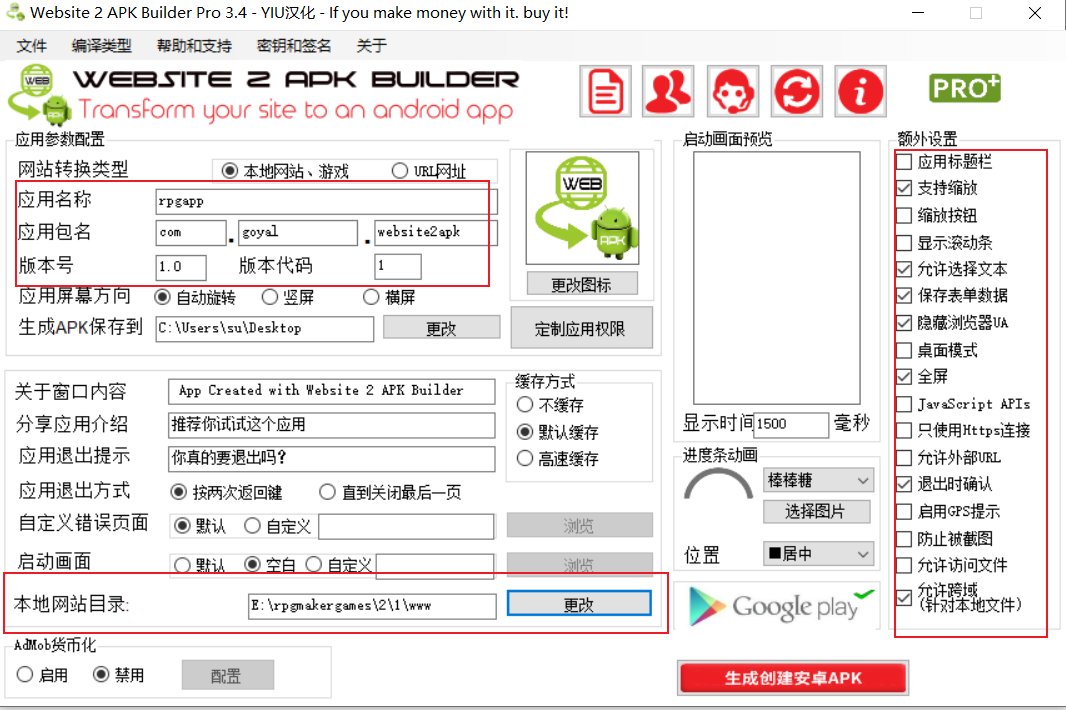 Website 2 APK Builder Pro 3.4 - YIU汉化 - If you make money with it. buy it!
文件 编译类型 帮助和支持 密钥和签名 关于
WEB
APK
WEBSITE 2 APK BUILDER
Transform your site to an android app
PRO+
应用参数配置
网站转换类型 本地网站、游戏 URL网址
应用名称 rpgapp
应用包名 com . goyal . website2apk
版本号 1.0 版本代码 1
应用屏幕方向 自动旋转 竖屏 横屏
生成APK保存到 C:\Users\su\Desktop 更改
WEB
APK
更改图标
定制应用权限
关于窗口内容 App Created with Website 2 APK Builder
分享应用介绍 推荐你试试这个应用
应用退出提示 你真的要退出吗?
应用退出方式 按两次返回键 直到关闭最后一页
自定义错误页面 默认 自定义 浏览
启动画面 默认 空白 自定义 浏览
本地网站目录: E:\rpgmakergames\2\1\www 更改
缓存方式
不缓存
默认缓存
高速缓存
AdMob货币化
启用 禁用 配置
启动画面预览
显示时间 1500 毫秒
进度条动画
棒棒糖
选择图片
位置 ■居中
Google play
生成创建安卓APK
额外设置
应用标题栏
支持缩放
缩放按钮
显示滚动条
允许选择文本
保存表单数据
隐藏浏览器UA
桌面模式
全屏
JavaScript APIs
只使用Https连接
允许外部URL
退出时确认
启用GPS提示
防止被截图
允许访问文件
允许跨域
(针对本地文件)